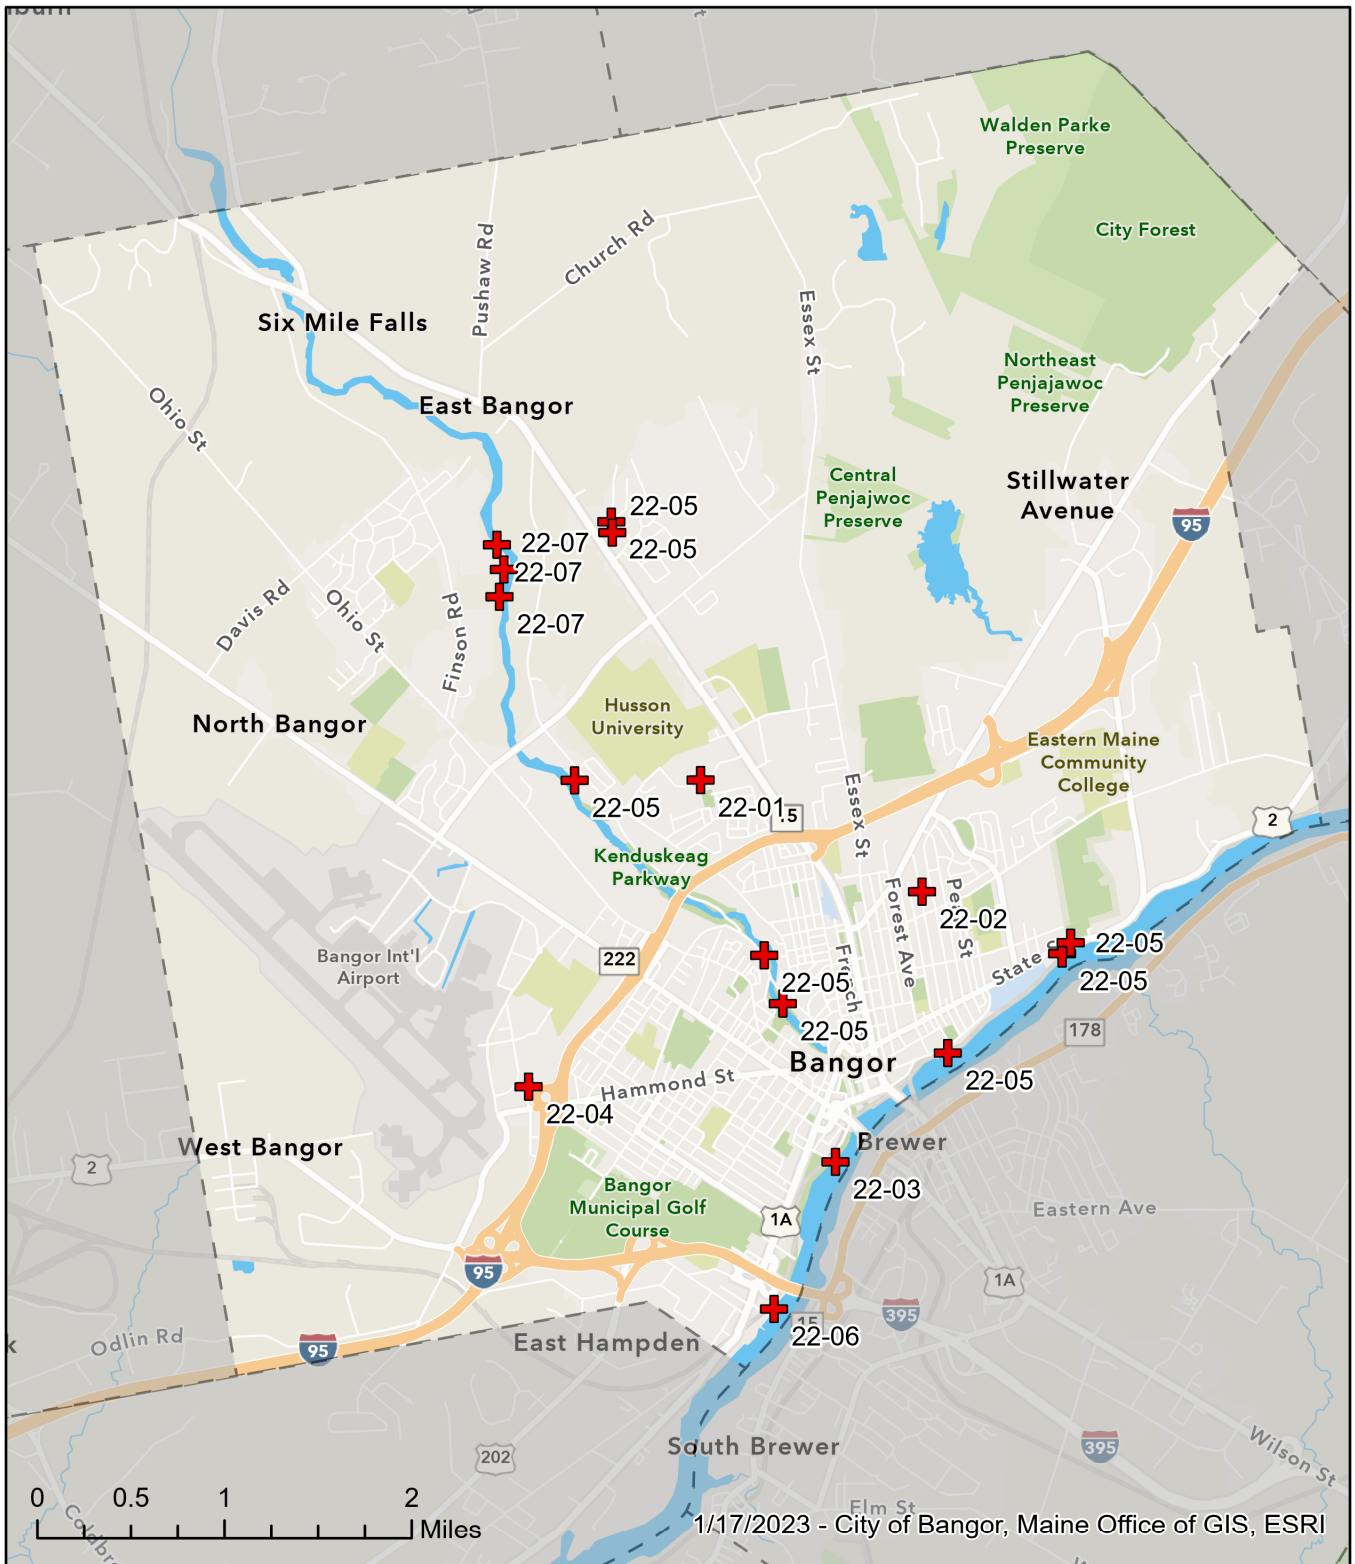 Walden Parke
Preserve
City Forest
Church Rd
Pushaw Rd
Essex St
Six Mile Falls
Northeast
Penjajawoc
Preserve
Ohio St
East Bangor
Central
Penjajwoc
Preserve
Stillwater
Avenue
95
22-05
22-05
22-07
22-07
22-07
Davis Rd
Ohio St
Finson Rd
North Bangor
Husson
University
Eastern Maine
Community
College
22-05
22-01
15
Essex St
2
Kenduskeag
Parkway
Forest Ave
22-02
State
22-05
22-05
Bangor Int'l
Airport
222
22-05
French
22-05
178
Bangor
22-05
Hammond St
22-04
West Bangor
2
Brewer
22-03
Bangor
Municipal Golf
Course
1A
Eastern Ave
95
1A
395
15
22-06
95
Odlin Rd
East Hampden
South Brewer
202
395
Wilson St
Elm St
0 0.5 1 2
Miles
1/17/2023 - City of Bangor, Maine Office of GIS, ESRI